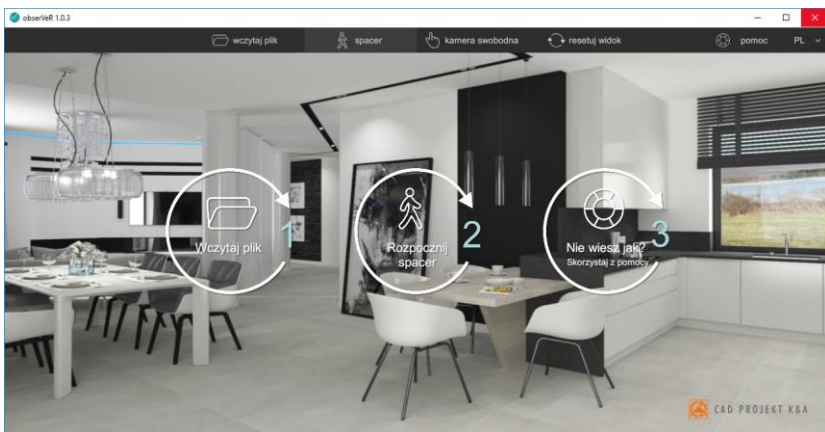 obserVeR 1.0.3
wczytaj plik
spacer
kamera swobodna
resetuj widok
pomoc
PL
Wczytaj plik
1
Rozpocznij
spacer
2
Nie wiesz jak?
Skorzystaj z pomocy
3
CAD PROJEKT K&A